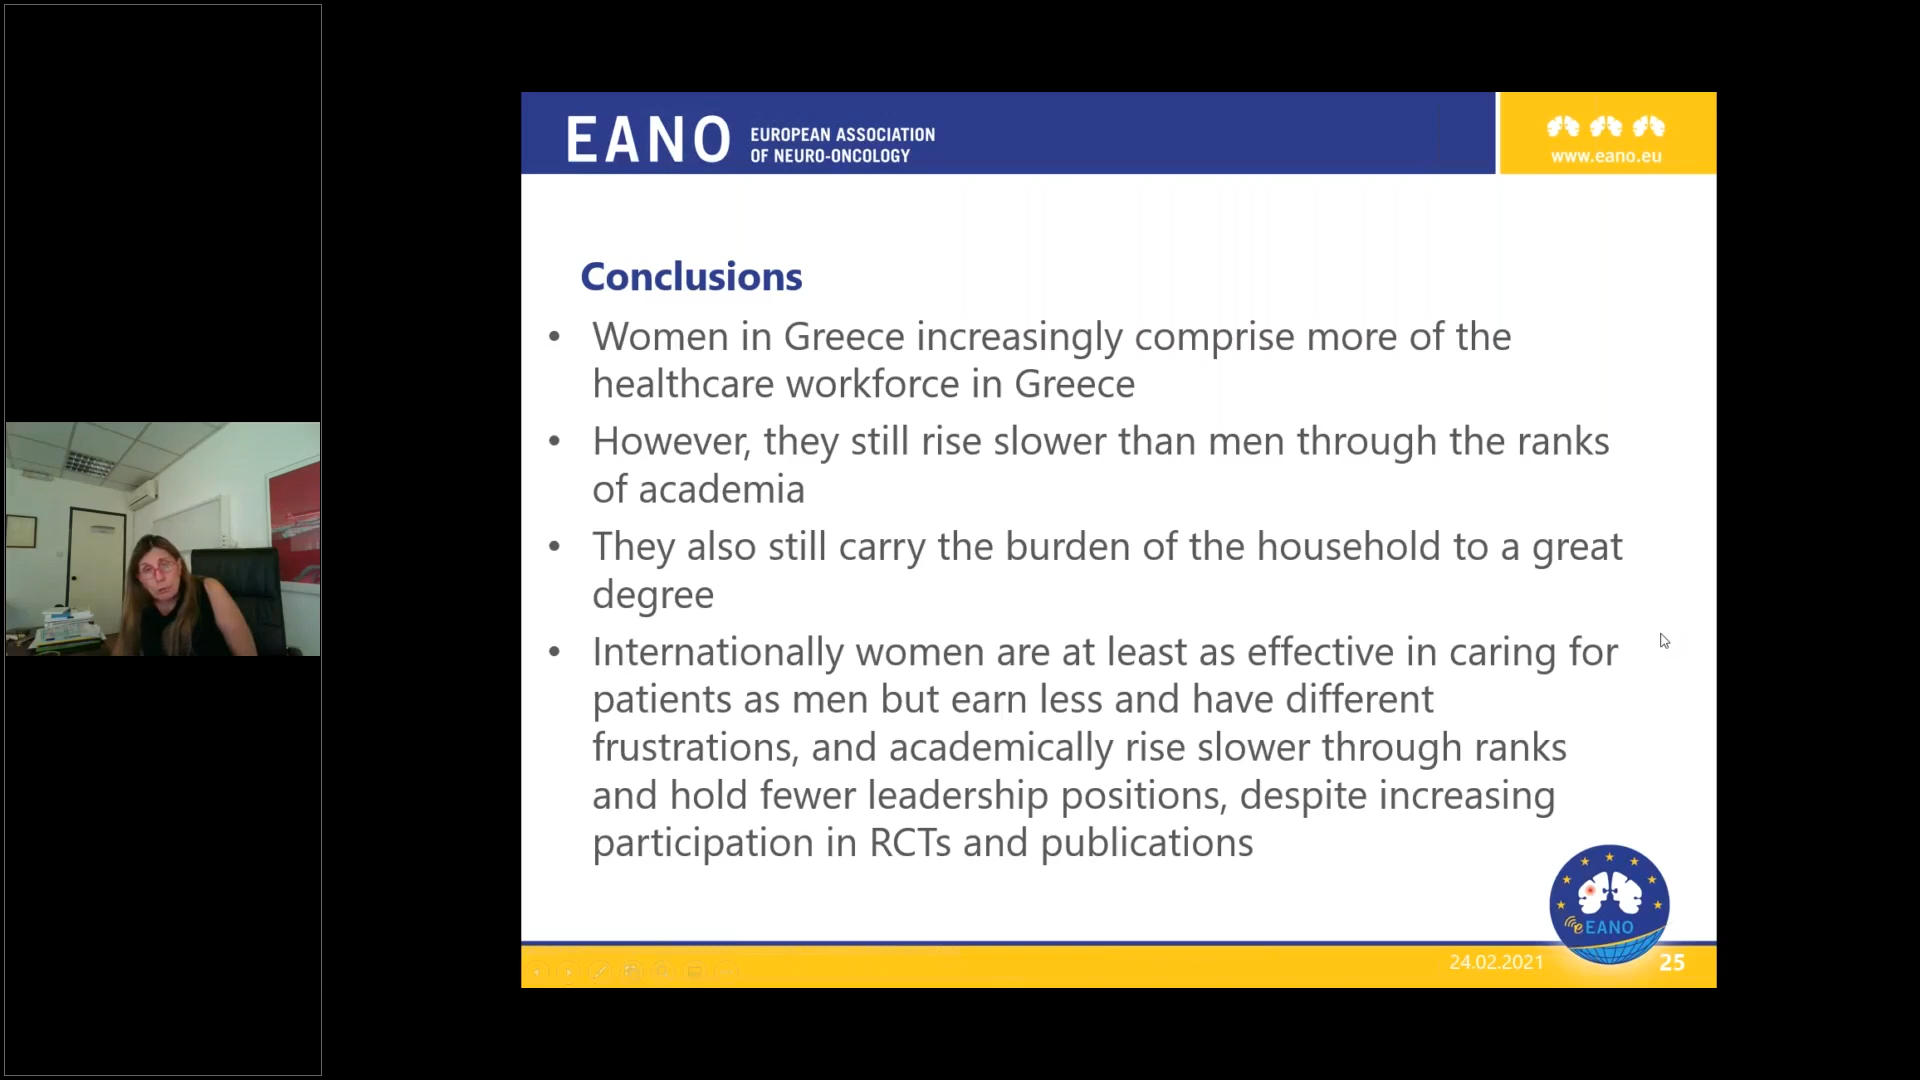 EANO
EUROPEAN ASSOCIATION
OF NEURO-ONCOLOGY
www.eano.eu
Conclusions
• Women in Greece increasingly comprise more of the
healthcare workforce in Greece
• However, they still rise slower than men through the ranks
of academia
• They also still carry the burden of the household to a great
degree
• Internationally women are at least as effective in caring for
patients as men but earn less and have different
frustrations, and academically rise slower through ranks
and hold fewer leadership positions, despite increasing
participation in RCTs and publications
eEANO
24.02.2021
25